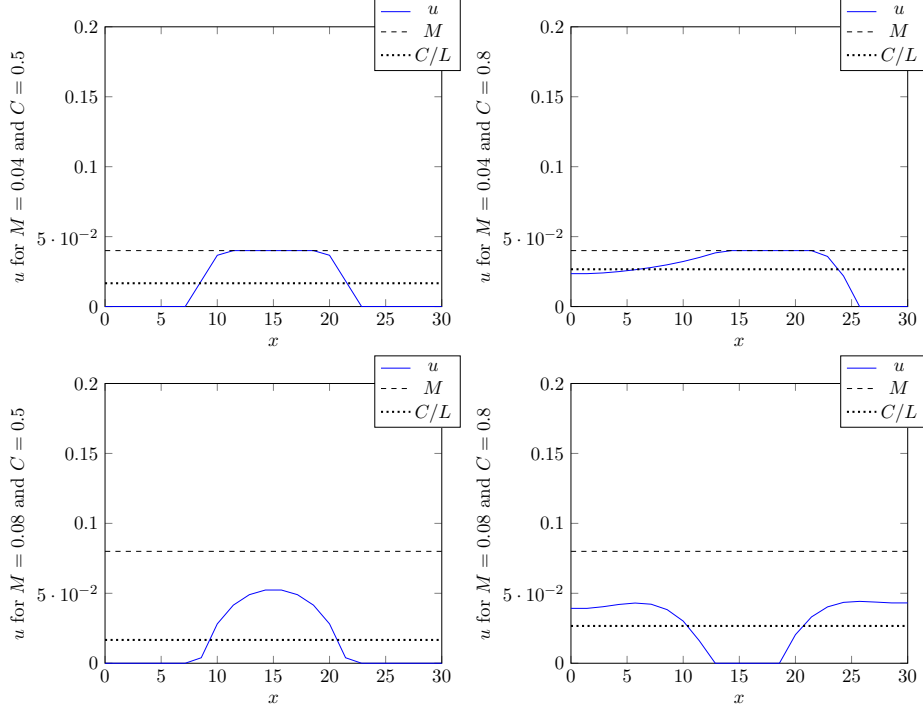 u
M
C/L
0.2
0.15
0.1
5 · 10⁻²
0
0 5 10 15 20 25 30
x
u for M = 0.04 and C = 0.5
u
M
C/L
0.2
0.15
0.1
5 · 10⁻²
0
0 5 10 15 20 25 30
x
u for M = 0.04 and C = 0.8
u
M
C/L
0.2
0.15
0.1
5 · 10⁻²
0
0 5 10 15 20 25 30
x
u for M = 0.08 and C = 0.5
u
M
C/L
0.2
0.15
0.1
5 · 10⁻²
0
0 5 10 15 20 25 30
x
u for M = 0.08 and C = 0.8